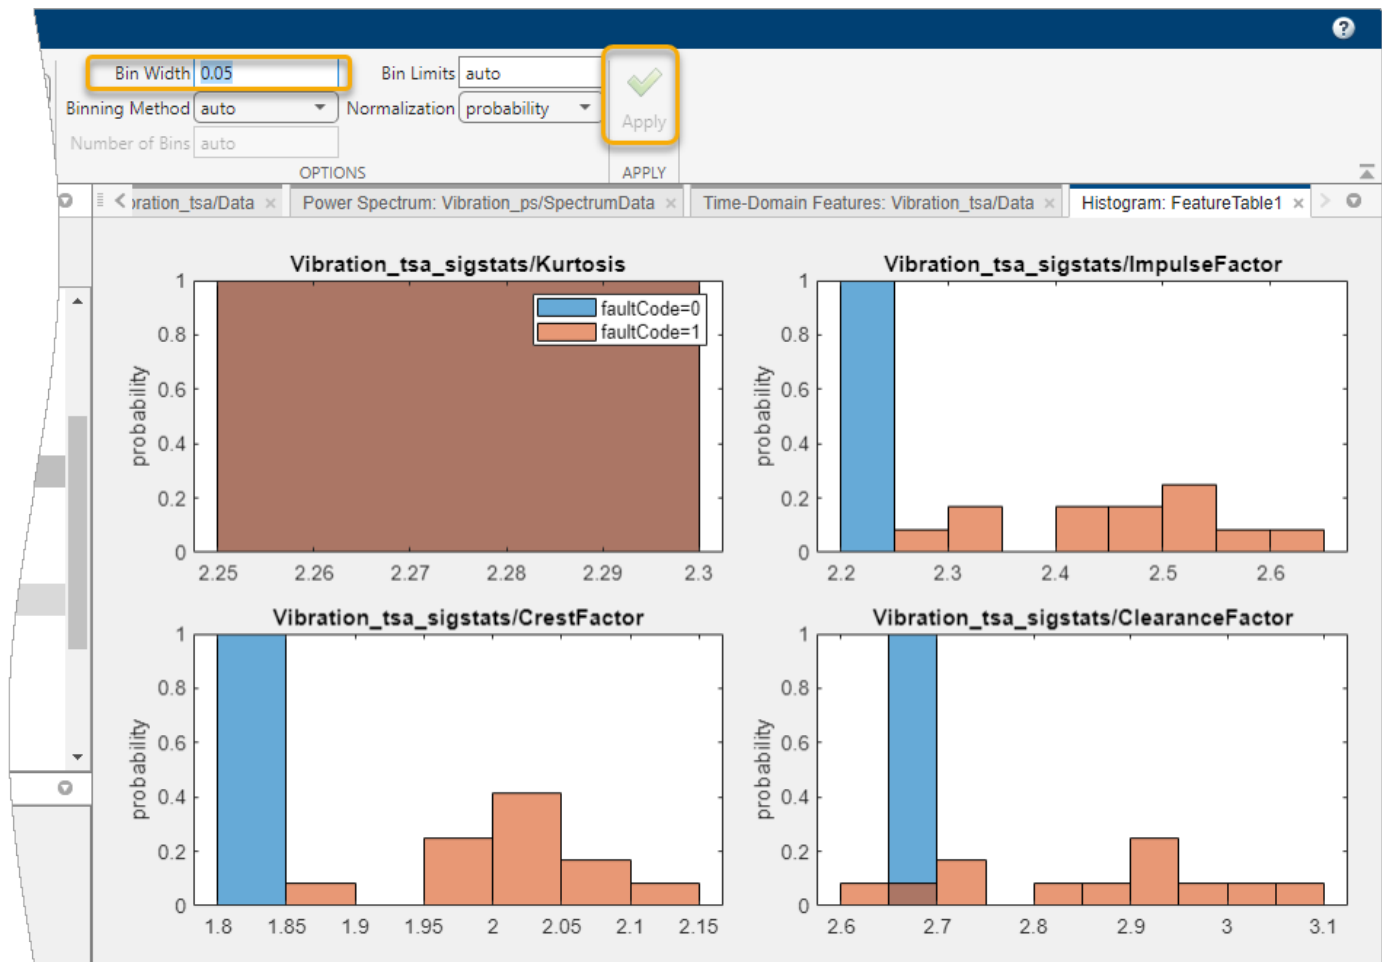 ?
Bin Width 0.05 Bin Limits auto
Binning Method auto Normalization probability
Apply
Number of Bins auto
OPTIONS APPLY
oration_tsa/Data × Power Spectrum: Vibration_ps/SpectrumData × Time-Domain Features: Vibration_tsa/Data × Histogram: FeatureTable1 ×
Vibration_tsa_sigstats/Kurtosis
probability
1
0.8
0.6
0.4
0.2
0
faultCode=0
faultCode=1
2.25 2.26 2.27 2.28 2.29 2.3
Vibration_tsa_sigstats/ImpulseFactor
probability
1
0.8
0.6
0.4
0.2
0
2.2 2.3 2.4 2.5 2.6
Vibration_tsa_sigstats/CrestFactor
probability
1
0.8
0.6
0.4
0.2
0
1.8 1.85 1.9 1.95 2 2.05 2.1 2.15
Vibration_tsa_sigstats/ClearanceFactor
probability
1
0.8
0.6
0.4
0.2
0
2.6 2.7 2.8 2.9 3 3.1